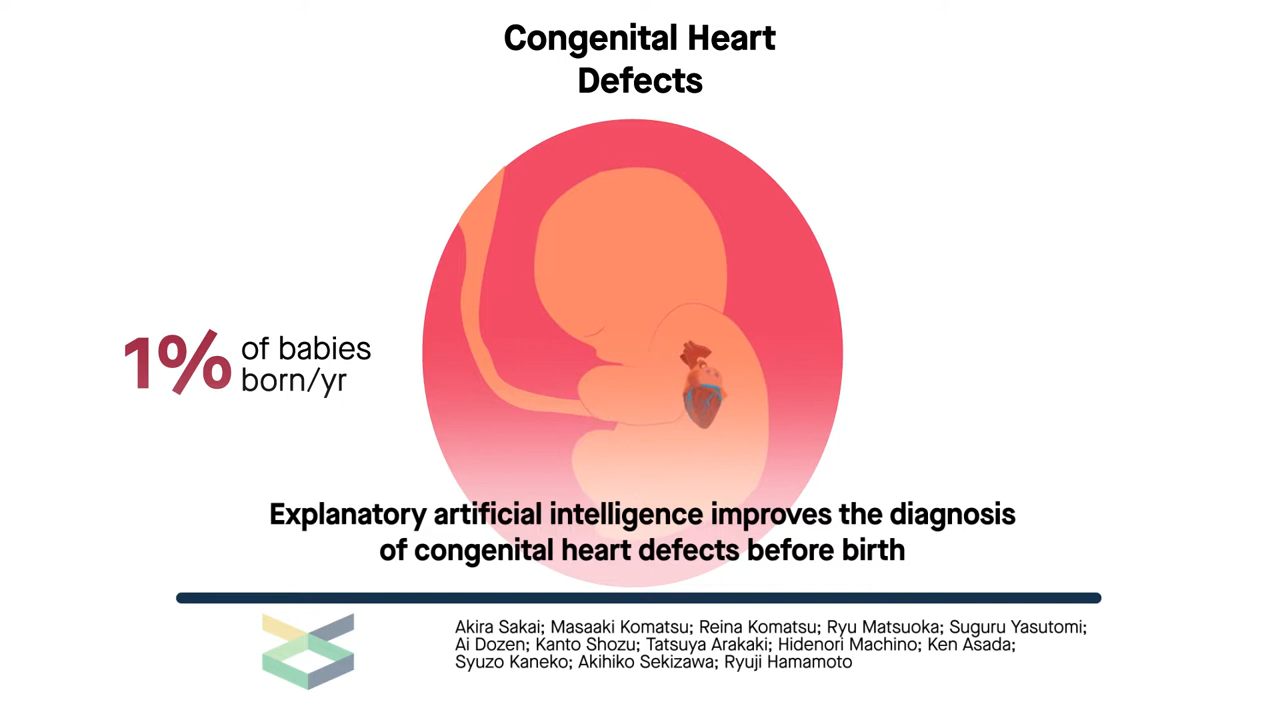 Congenital Heart
Defects
1% of babies
born/yr
Explanatory artificial intelligence improves the diagnosis
of congenital heart defects before birth
Akira Sakai; Masaaki Komatsu; Reina Komatsu; Ryu Matsuoka; Suguru Yasutomi;
Ai Dozen; Kanto Shozu; Tatsuya Arakaki; Hidenori Machino; Ken Asada;
Syuzo Kaneko; Akihiko Sekizawa; Ryuji Hamamoto